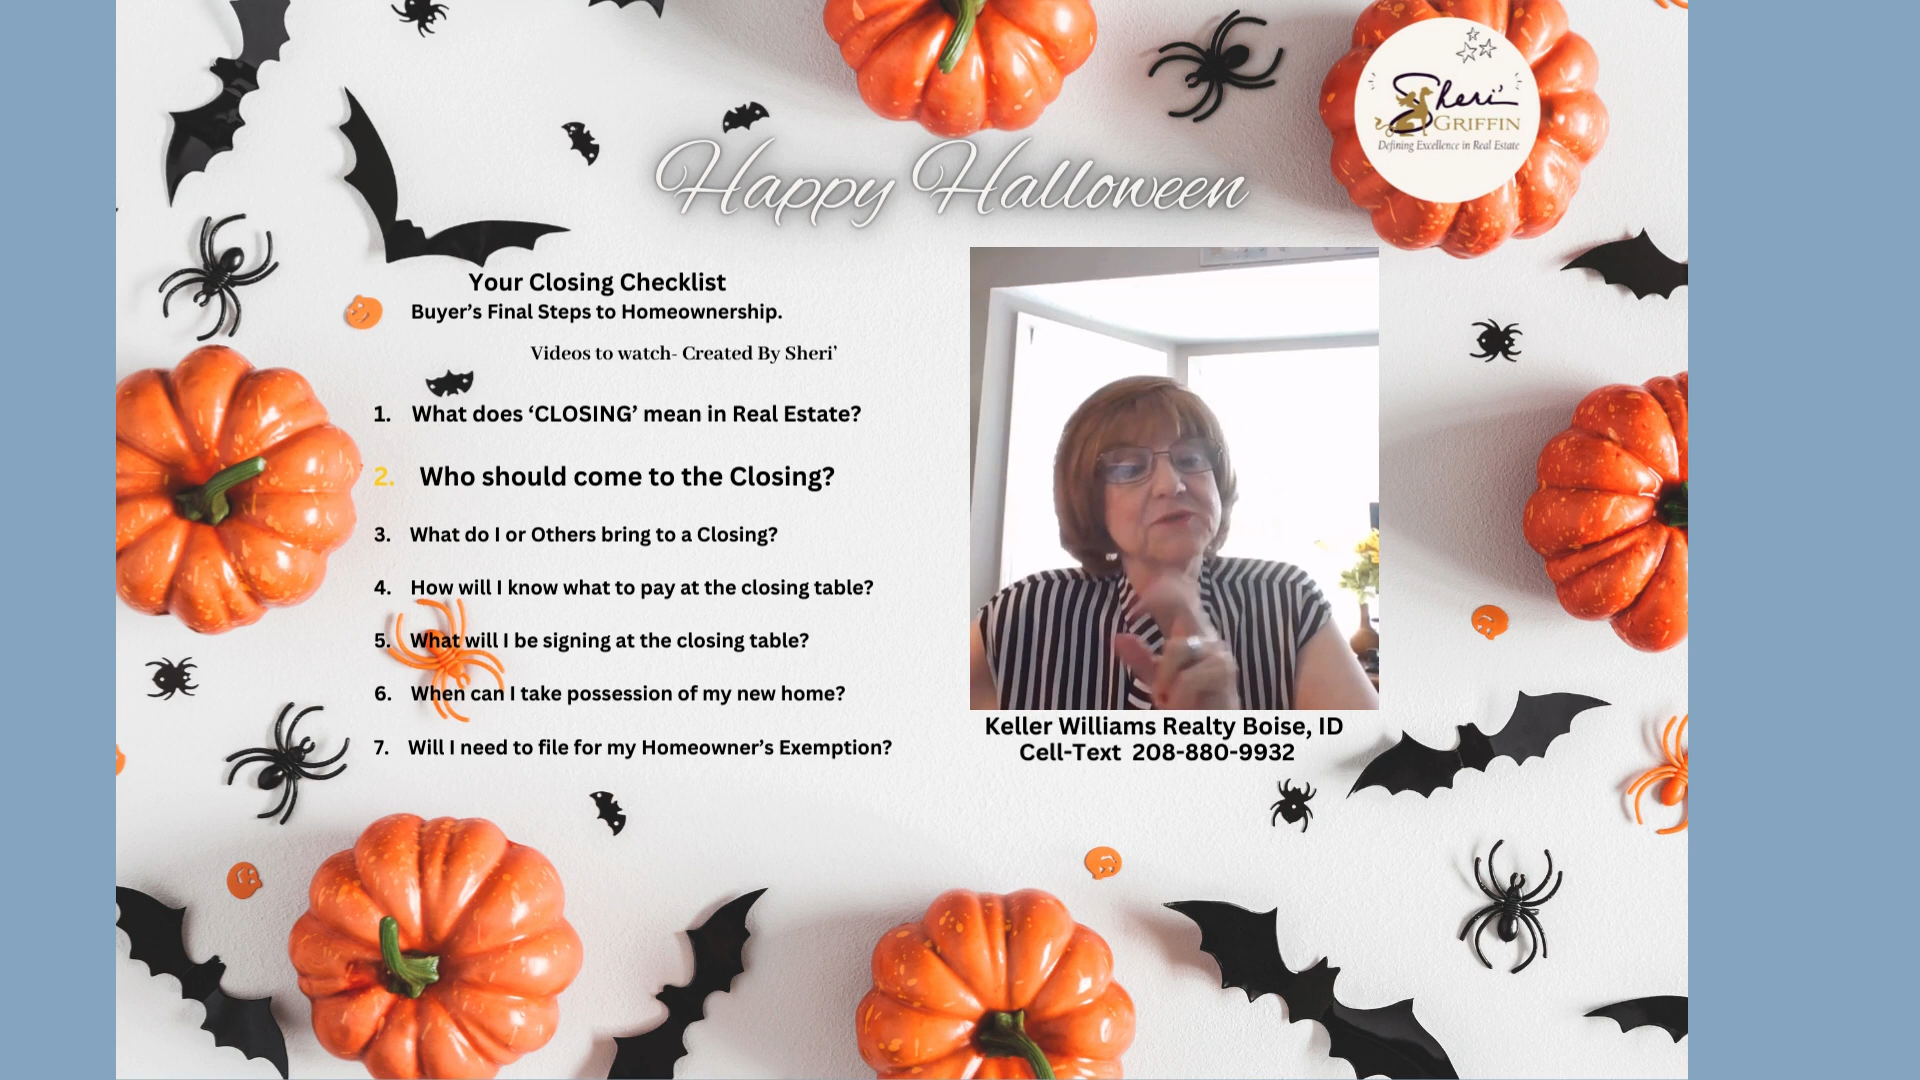 Sheri'
GRIFFIN
Defining Excellence in Real Estate
Happy Halloween
Your Closing Checklist
Buyer's Final Steps to Homeownership.
Videos to watch- Created By Sheri'
1. What does 'CLOSING' mean in Real Estate?
2. Who should come to the Closing?
3. What do I or Others bring to a Closing?
4. How will I know what to pay at the closing table?
5. What will I be signing at the closing table?
6. When can I take possession of my new home?
7. Will I need to file for my Homeowner's Exemption?
Keller Williams Realty Boise, ID
Cell-Text 208-880-9932